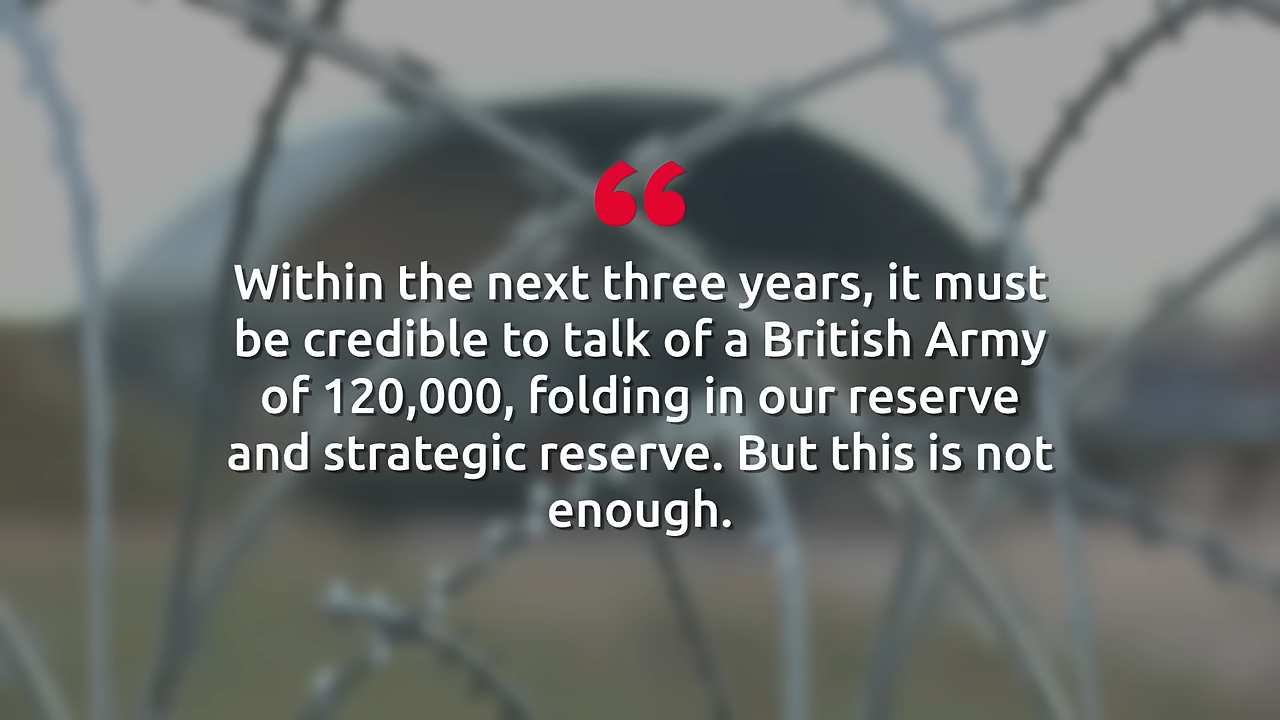 “
Within the next three years, it must
be credible to talk of a British Army
of 120,000, folding in our reserve
and strategic reserve. But this is not
enough.